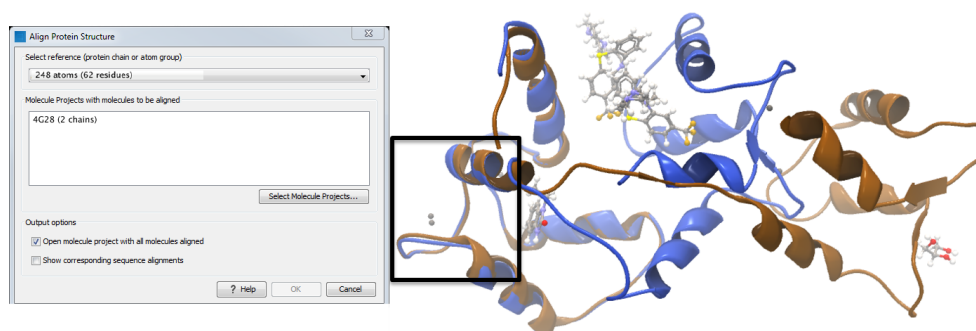 Align Protein Structure
Select reference (protein chain or atom group)
248 atoms (62 residues)
Molecule Projects with molecules to be aligned
4G28 (2 chains)
Select Molecule Projects...
Output options
Open molecule project with all molecules aligned
Show corresponding sequence alignments
? Help
OK
Cancel